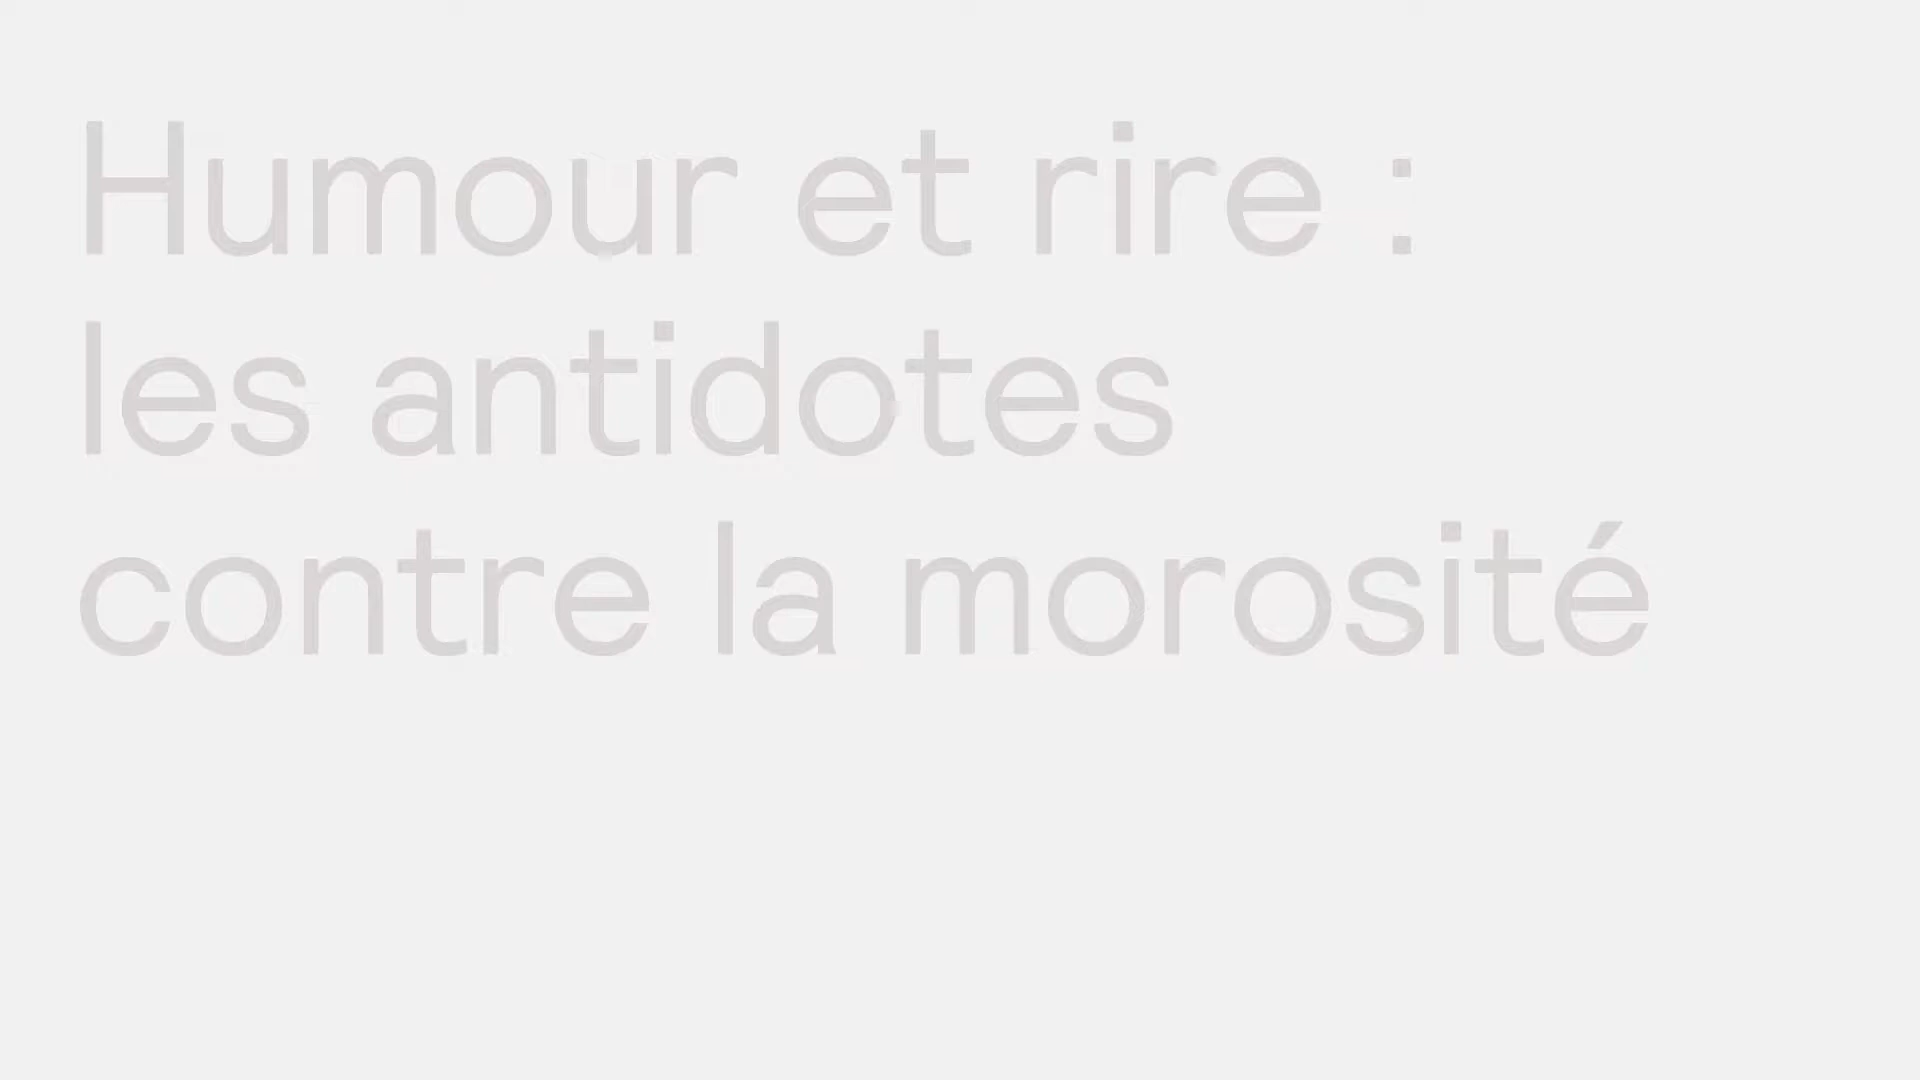 Humour et rire :
les antidotes
contre la morosité